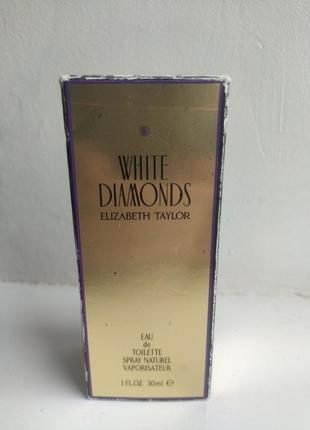 WHITE
DIAMONDS
ELIZABETH TAYLOR
EAU
de
TOILETTE
SPRAY NATUREL
VAPORISATEUR
1 FL.OZ. 30ml ℮